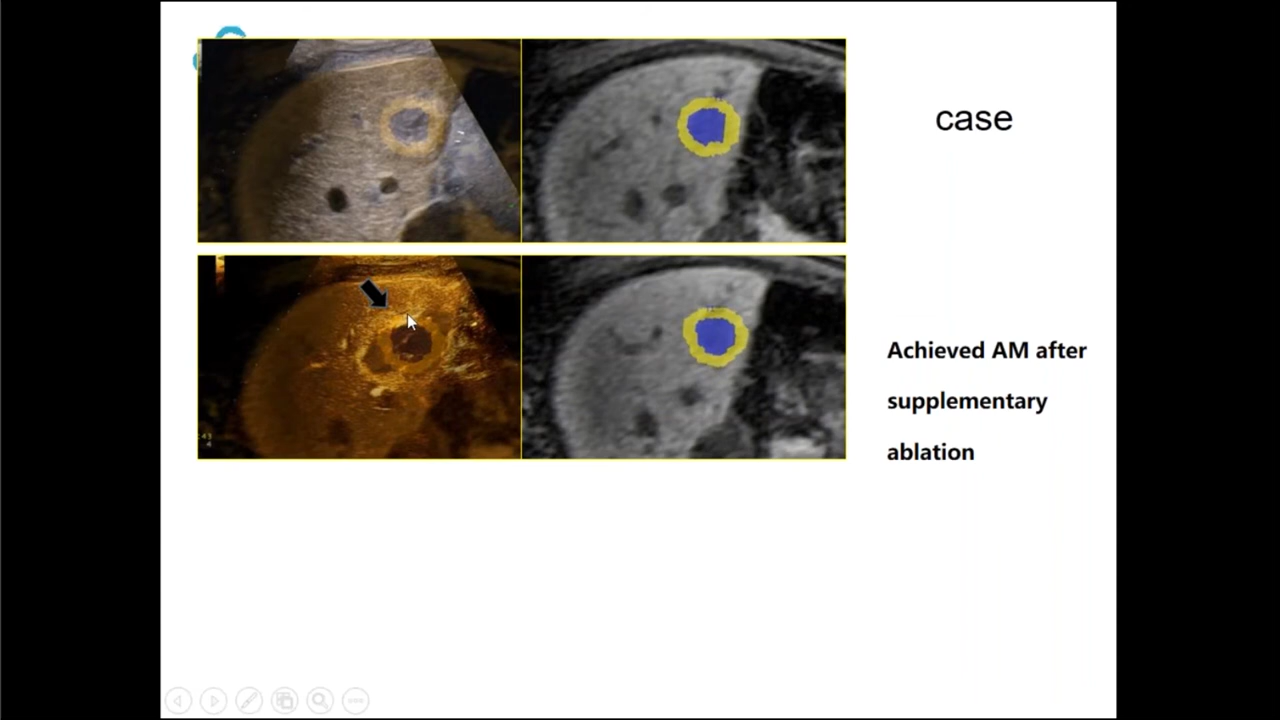 case
Achieved AM after
supplementary
ablation